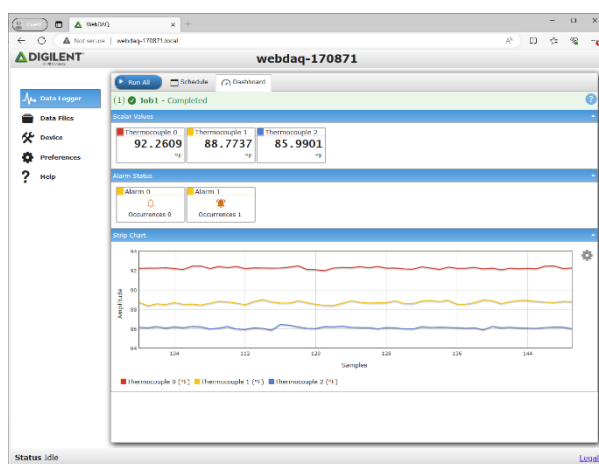 WebDAQ
Not secure
webdaq-170871.local
DIGILENT
webdaq-170871
Run All
Schedule
Dashboard
Data Logger
Data Files
Device
Preferences
Help
(1) Job1 - Completed
Scalar Values
Thermocouple 0
92.2609
°F
Thermocouple 1
88.7737
°F
Thermocouple 2
85.9901
°F
Alarm Status
Alarm 0
Occurrences 0
Alarm 1
Occurrences 1
Strip Chart
94
92
90
88
86
84
Amplitude
104
112
120
128
136
144
Samples
Thermocouple 0 (°F) Thermocouple 1 (°F) Thermocouple 2 (°F)
Status Idle
Legal